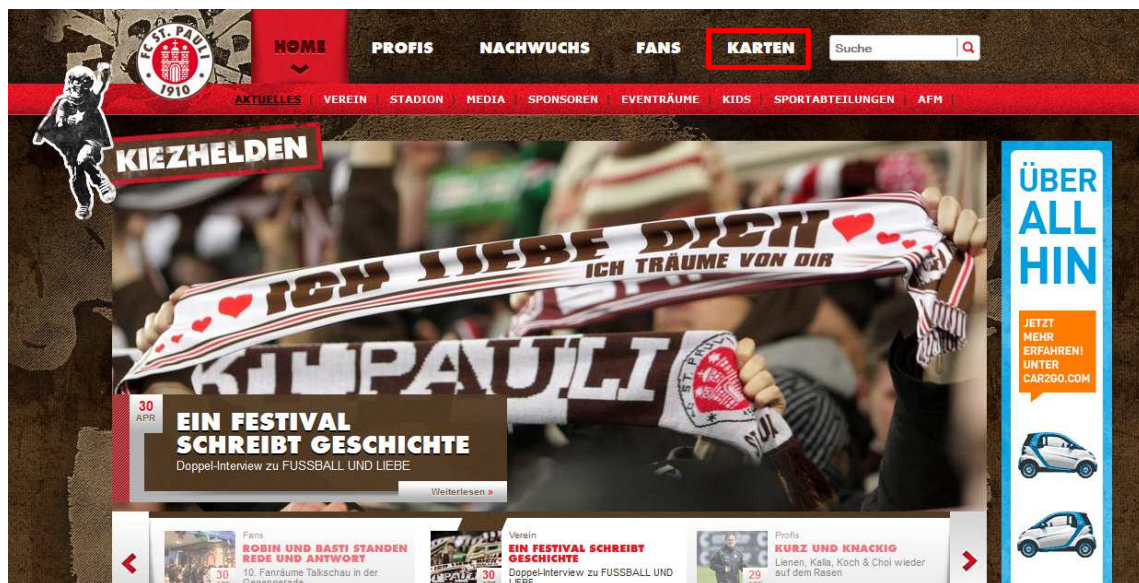 FC ST. PAULI
1910
HOME
PROFIS
NACHWUCHS
FANS
KARTEN
Suche
AKTUELLES
VEREIN
STADION
MEDIA
SPONSOREN
EVENTRÄUME
KIDS
SPORTABTEILUNGEN
AFM
KIEZHELDEN
ICH LIEBE DICH
ICH TRÄUME VON DIR
ST. PAULI
30
APR
EIN FESTIVAL
SCHREIBT GESCHICHTE
Doppel-Interview zu FUSSBALL UND LIEBE
Weiterlesen »
ÜBER
ALL
HIN
JETZT
MEHR
ERFAHREN!
UNTER
CAR2GO.COM
Fans
ROBIN UND BASTI STANDEN
REDE UND ANTWORT
10. Fanräume Talkschau in der
Gegengerade
30
Verein
EIN FESTIVAL SCHREIBT
GESCHICHTE
Doppel-Interview zu FUSSBALL UND
LIEBE
30
Profis
KURZ UND KNACKIG
Lienen, Kalla, Koch & Choi wieder
auf dem Rasen
29